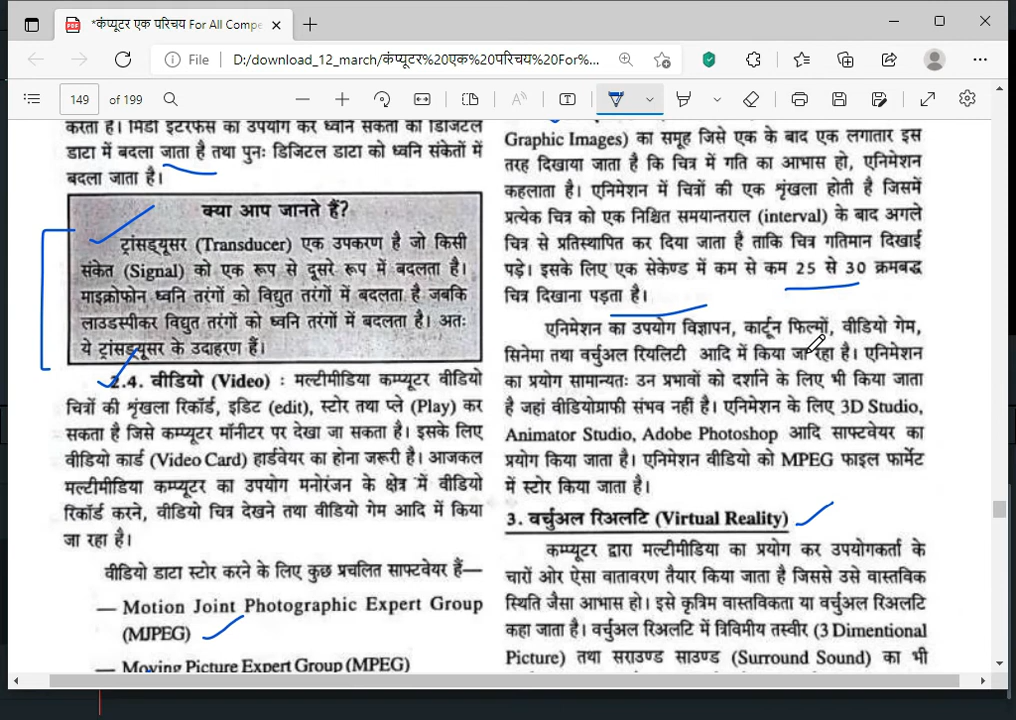 *कंप्यूटर एक परिचय For All Compe
File
D:/download_12_march/कंप्यूटर%20एक%20परिचय%20For%...
149 of 199
करता है। मिडी इंटरफेस का उपयोग कर ध्वनि संकेतों को डिजिटल
डाटा में बदला जाता है तथा पुनः डिजिटल डाटा को ध्वनि संकेतों में
बदला जाता है।
क्या आप जानते हैं?
ट्रांसड्यूसर (Transducer) एक उपकरण है जो किसी
संकेत (Signal) को एक रूप से दूसरे रूप में बदलता है।
माइक्रोफोन ध्वनि तरंगों को विद्युत तरंगों में बदलता है जबकि
लाउडस्पीकर विद्युत तरंगों को ध्वनि तरंगों में बदलता है। अतः
ये ट्रांसड्यूसर के उदाहरण हैं।
2.4. वीडियो (Video) : मल्टीमीडिया कम्प्यूटर वीडियो
चित्रों की शृंखला रिकॉर्ड, इडिट (edit), स्टोर तथा प्ले (Play) कर
सकता है जिसे कम्प्यूटर मॉनीटर पर देखा जा सकता है। इसके लिए
वीडियो कार्ड (Video Card) हार्डवेयर का होना जरूरी है। आजकल
मल्टीमीडिया कम्प्यूटर का उपयोग मनोरंजन के क्षेत्र में वीडियो
रिकॉर्ड करने, वीडियो चित्र देखने तथा वीडियो गेम आदि में किया
जा रहा है।
वीडियो डाटा स्टोर करने के लिए कुछ प्रचलित साफ्टवेयर हैं—
— Motion Joint Photographic Expert Group
(MJPEG)
— Moving Picture Expert Group (MPEG)
Graphic Images) का समूह जिसे एक के बाद एक लगातार इस
तरह दिखाया जाता है कि चित्र में गति का आभास हो, एनिमेशन
कहलाता है। एनिमेशन में चित्रों की एक शृंखला होती है जिसमें
प्रत्येक चित्र को एक निश्चित समयान्तराल (interval) के बाद अगले
चित्र से प्रतिस्थापित कर दिया जाता है ताकि चित्र गतिमान दिखाई
पड़े। इसके लिए एक सेकेण्ड में कम से कम 25 से 30 क्रमबद्ध
चित्र दिखाना पड़ता है।
एनिमेशन का उपयोग विज्ञापन, कार्टून फिल्मों, वीडियो गेम,
सिनेमा तथा वर्चुअल रियलिटी आदि में किया जा रहा है। एनिमेशन
का प्रयोग सामान्यतः उन प्रभावों को दर्शाने के लिए भी किया जाता
है जहां वीडियोग्राफी संभव नहीं है। एनिमेशन के लिए 3D Studio,
Animator Studio, Adobe Photoshop आदि साफ्टवेयर का
प्रयोग किया जाता है। एनिमेशन वीडियो को MPEG फाइल फार्मेट
में स्टोर किया जाता है।
3. वर्चुअल रिअलटि (Virtual Reality)
कम्प्यूटर द्वारा मल्टीमीडिया का प्रयोग कर उपयोगकर्ता के
चारों ओर ऐसा वातावरण तैयार किया जाता है जिससे उसे वास्तविक
स्थिति जैसा आभास हो। इसे कृत्रिम वास्तविकता या वर्चुअल रिअलटि
कहा जाता है। वर्चुअल रिअलटि में त्रिविमीय तस्वीर (3 Dimentional
Picture) तथा सराउण्ड साउण्ड (Surround Sound) का भी